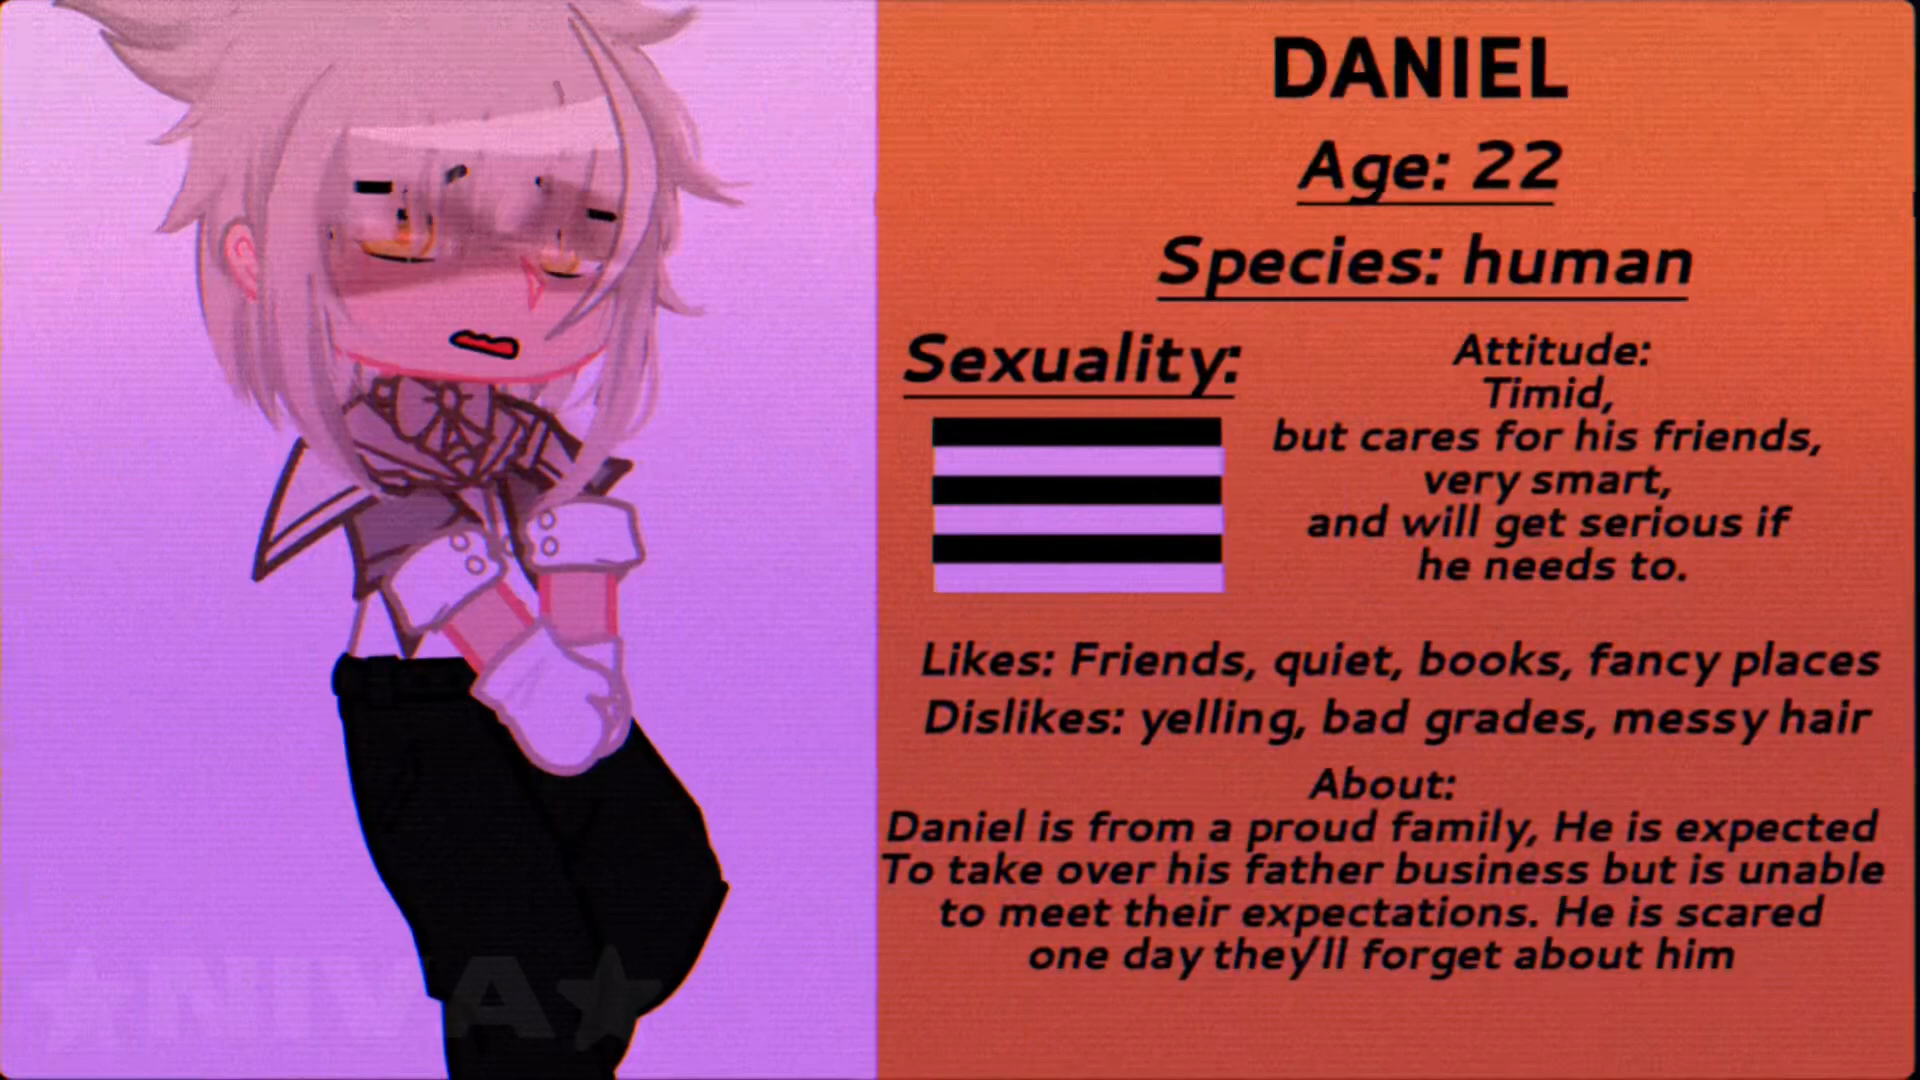 DANIEL
Age: 22
Species: human
Sexuality:
Attitude:
Timid,
but cares for his friends,
very smart,
and will get serious if
he needs to.
Likes: Friends, quiet, books, fancy places
Dislikes: yelling, bad grades, messy hair
About:
Daniel is from a proud family, He is expected
To take over his father business but is unable
to meet their expectations. He is scared
one day they'll forget about him
★NIVA★